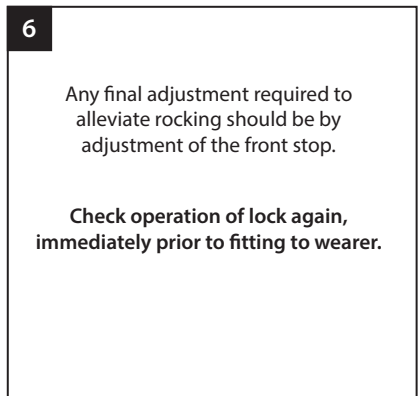 6
Any final adjustment required to
alleviate rocking should be by
adjustment of the front stop.
Check operation of lock again,
immediately prior to fitting to wearer.